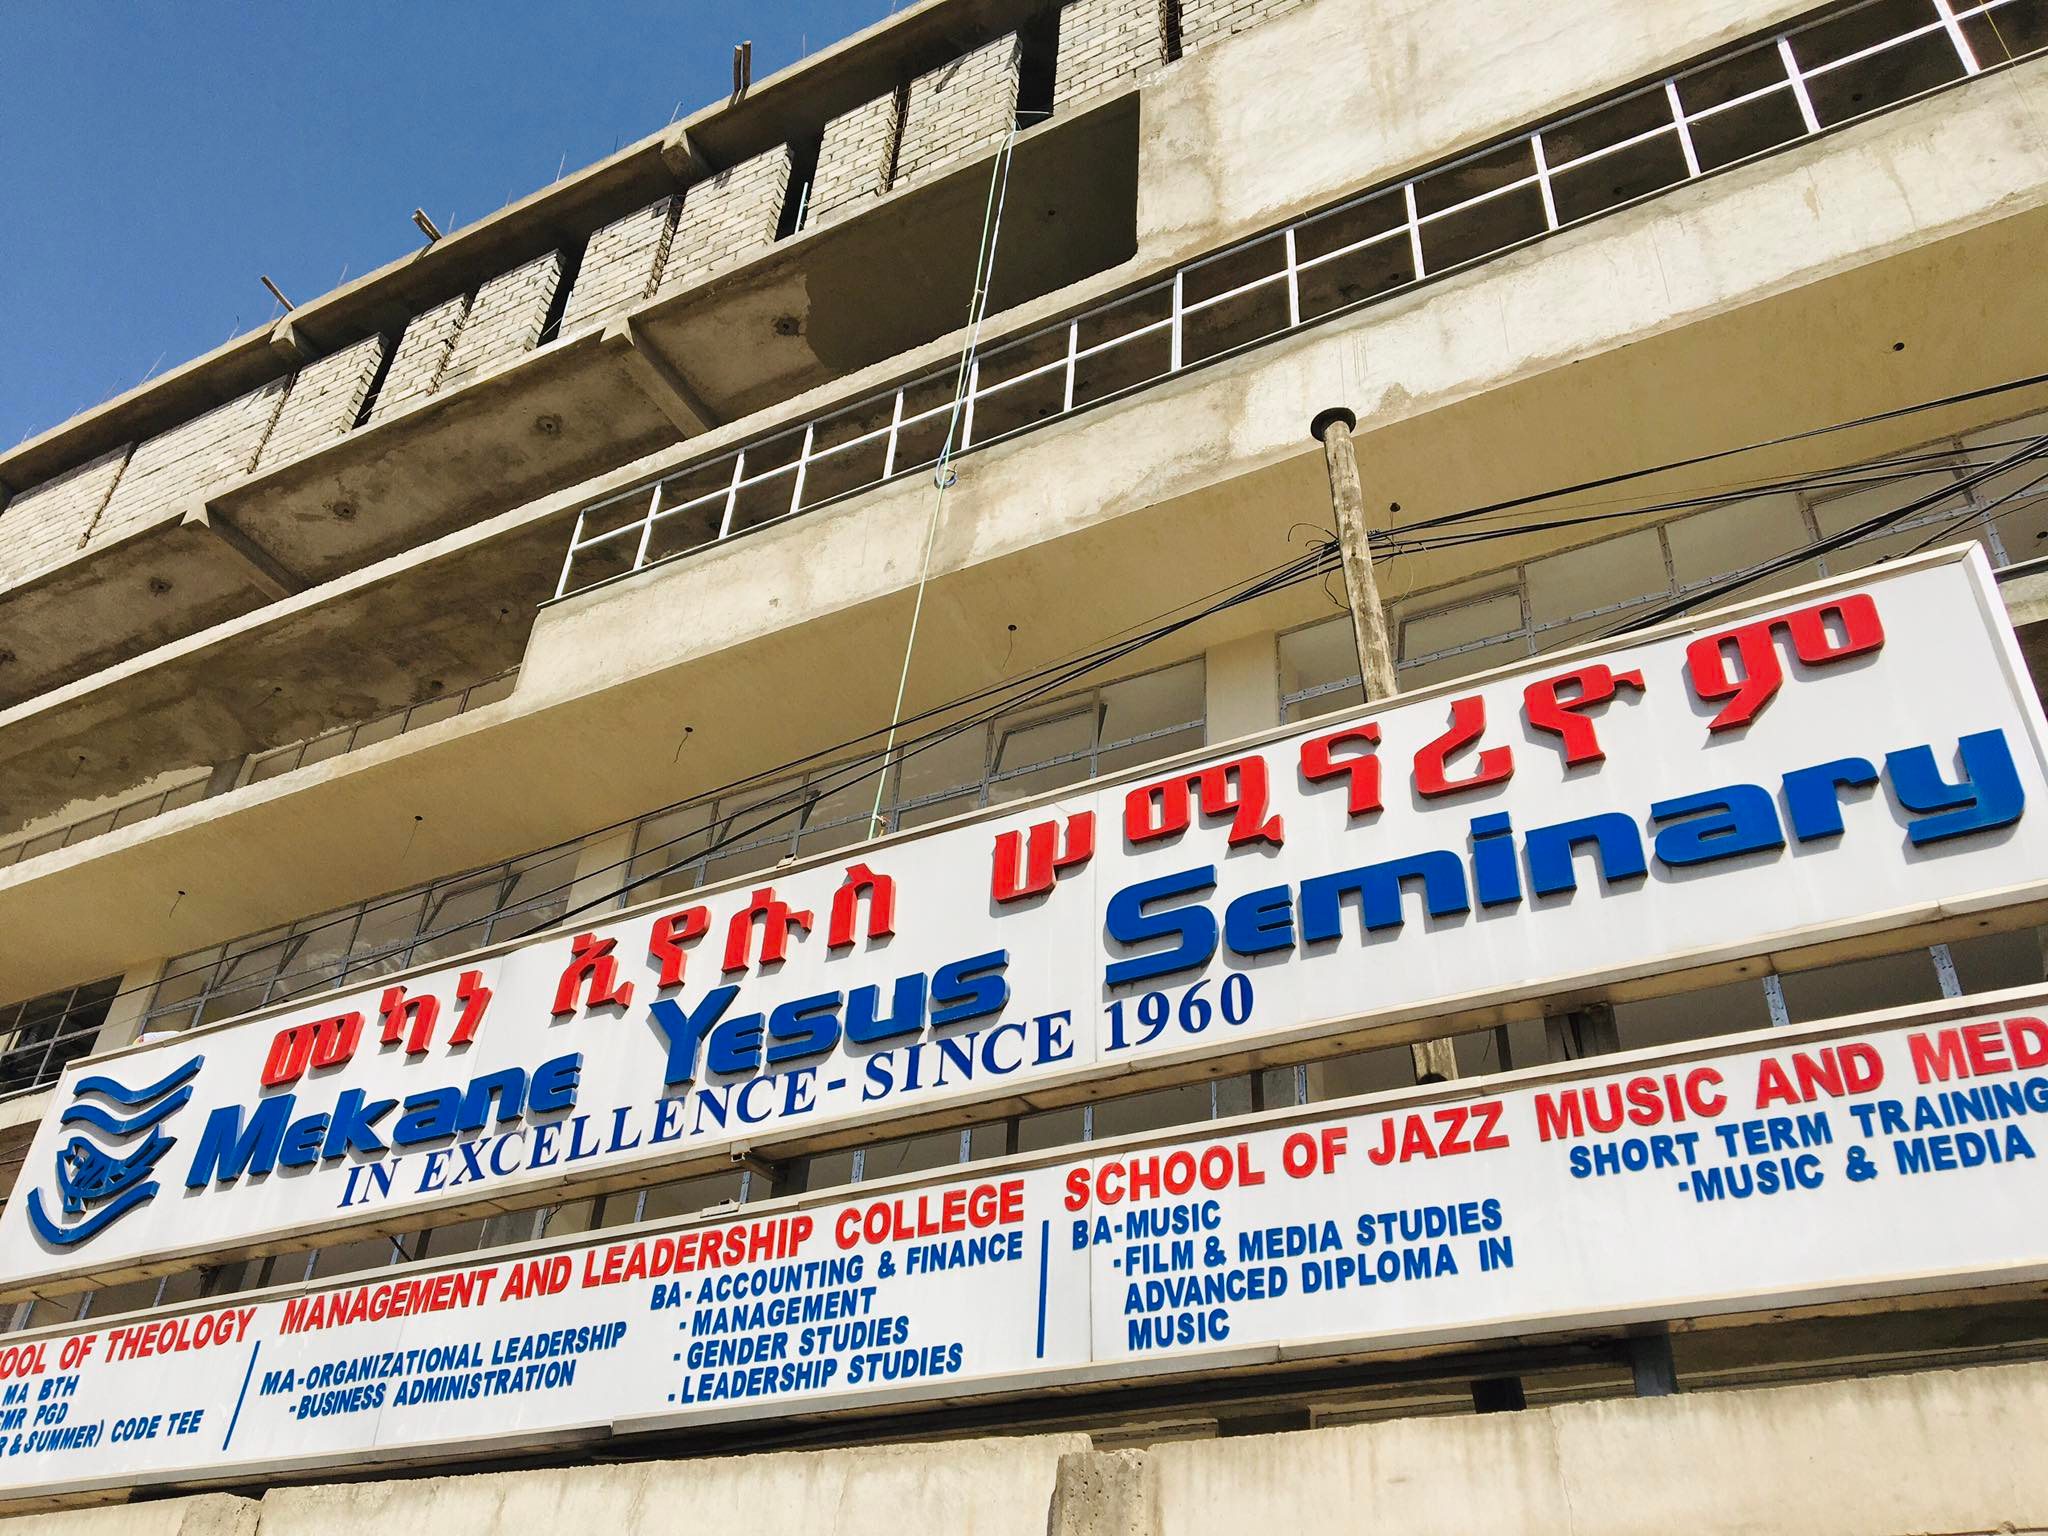 መካነ ኢየሱስ ሠሚናሪዮም
Mekane Yesus Seminary
IN EXCELLENCE-SINCE 1960
OF THEOLOGY
MA BTH
PGD
& SUMMER) CODE TEE
MANAGEMENT AND LEADERSHIP COLLEGE
MA-ORGANIZATIONAL LEADERSHIP
-BUSINESS ADMINISTRATION
BA-ACCOUNTING & FINANCE
-MANAGEMENT
-GENDER STUDIES
-LEADERSHIP STUDIES
SCHOOL OF JAZZ MUSIC AND MED
BA-MUSIC
-FILM & MEDIA STUDIES
ADVANCED DIPLOMA IN
MUSIC
SHORT TERM TRAINING
-MUSIC & MEDIA